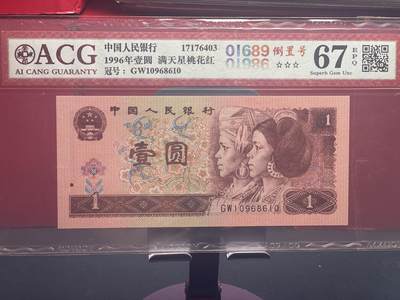 ACG
AI CANG GUARANTY
中国人民银行 17176403
1996年壹圆 满天星桃花红
冠号：GW10968610
01689 倒置号
01986 ☆☆☆
67 EPQ
Superb Gem Unc
中国人民银行
1
壹圆
1
GW10968610
1